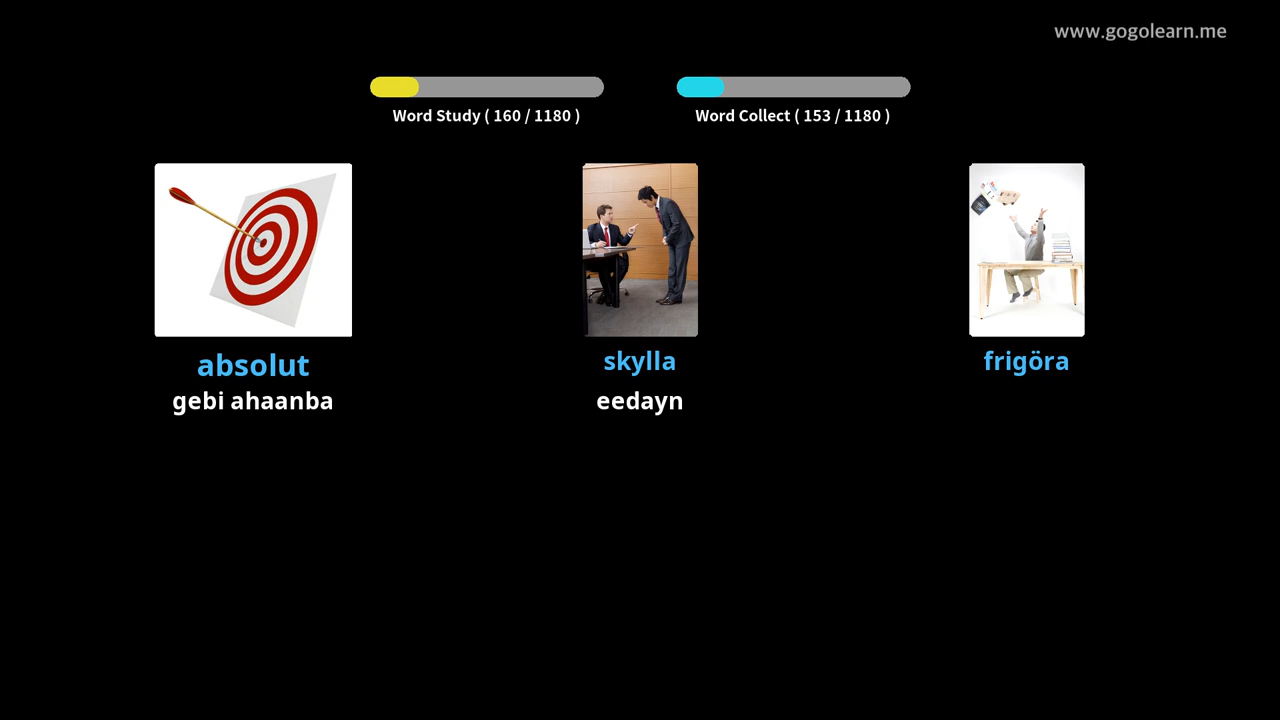 www.gogolearn.me
Word Study ( 160 / 1180 )
Word Collect ( 153 / 1180 )
absolut
skylla
frigöra
gebi ahaanba
eedayn